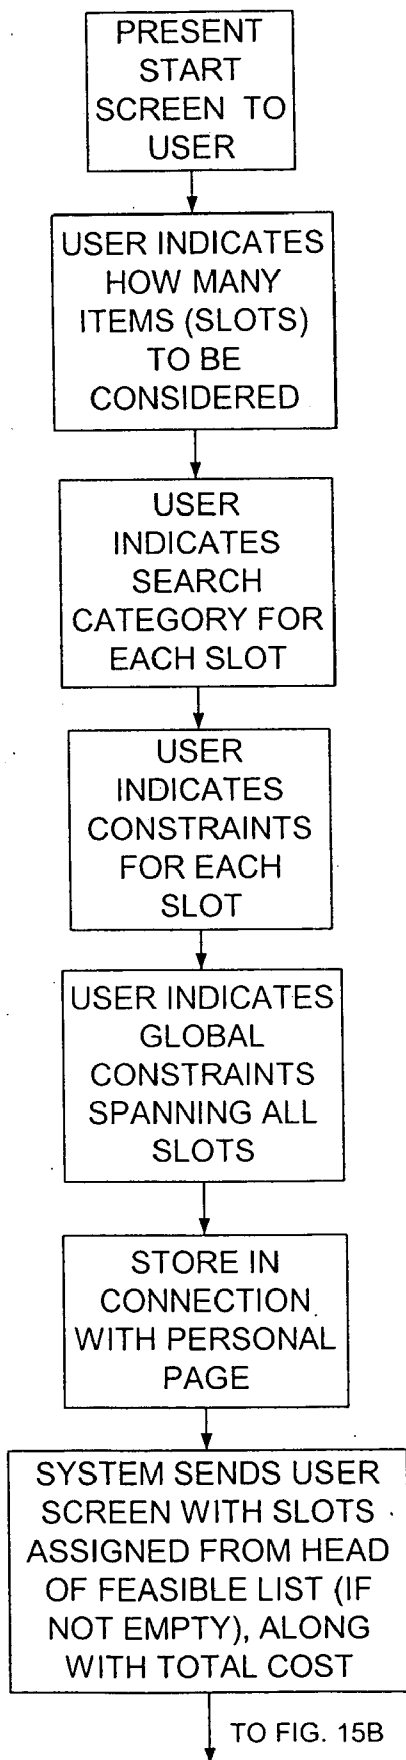 PRESENT
START
SCREEN TO
USER
USER INDICATES
HOW MANY
ITEMS (SLOTS)
TO BE
CONSIDERED
USER
INDICATES
SEARCH
CATEGORY FOR
EACH SLOT
USER
INDICATES
CONSTRAINTS
FOR EACH
SLOT
USER INDICATES
GLOBAL
CONSTRAINTS
SPANNING ALL
SLOTS
STORE IN
CONNECTION
WITH PERSONAL
PAGE
SYSTEM SENDS USER
SCREEN WITH SLOTS
ASSIGNED FROM HEAD
OF FEASIBLE LIST (IF
NOT EMPTY), ALONG
WITH TOTAL COST
TO FIG. 15B